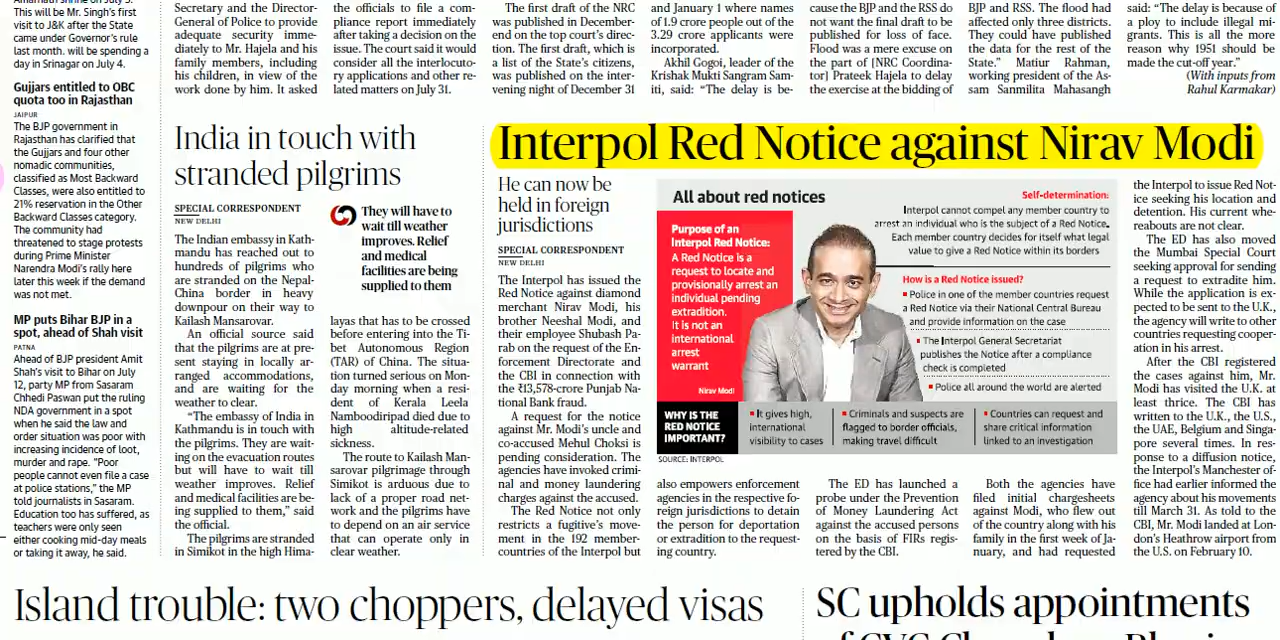 Amarnath shrine on July 3.
This will be Mr. Singh's first
visit to J&K after the State
came under Governor's rule
last month. will be spending a
day in Srinagar on July 4.
Gujjars entitled to OBC
quota too in Rajasthan
JAIPUR
The BJP government in
Rajasthan has clarified that
the Gujjars and four other
nomadic communities,
classified as Most Backward
Classes, were also entitled to
21% reservation in the Other
Backward Classes category.
The community had
threatened to stage protests
during Prime Minister
Narendra Modi's rally here
later this week if the demand
was not met.
MP puts Bihar BJP in a
spot, ahead of Shah visit
PATNA
Ahead of BJP president Amit
Shah's visit to Bihar on July
12, party MP from Sasaram
Chhedi Paswan put the ruling
NDA government in a spot
when he said the law and
order situation was poor with
increasing incidence of loot,
murder and rape. "Poor
people cannot even file a case
at police stations," the MP
told journalists in Sasaram.
Education too has suffered, as
teachers were only seen
either cooking mid-day meals
or taking it away, he said.
Secretary and the Director-
General of Police to provide
adequate security imme-
diately to Mr. Hajela and his
family members, including
his children, in view of the
work done by him. It asked
the officials to file a com-
pliance report immediately
after taking a decision on the
issue. The court said it would
consider all the interlocuto-
ry applications and other re-
lated matters on July 31.
The first draft of the NRC
was published in December-
end on the top court's direc-
tion. The first draft, which is
a list of the State's citizens,
was published on the inter-
vening night of December 31
and January 1 where names
of 1.9 crore people out of the
3.29 crore applicants were
incorporated.
Akhil Gogoi, leader of the
Krishak Mukti Sangram Sam-
iti, said: "The delay is be-
cause the BJP and the RSS do
not want the final draft to be
published for loss of face.
Flood was a mere excuse on
the part of [NRC Coordina-
tor] Prateek Hajela to delay
the exercise at the bidding of
BJP and RSS. The flood had
affected only three districts.
They could have published
the data for the rest of the
State." Matiur Rahman,
working president of the As-
sam Sanmilita Mahasangh
said: "The delay is because of
a ploy to include illegal mi-
grants. This is all the more
reason why 1951 should be
made the cut-off year."
(With inputs from
Rahul Karmakar)
India in touch with
stranded pilgrims
SPECIAL CORRESPONDENT
NEW DELHI
The Indian embassy in Kath-
mandu has reached out to
hundreds of pilgrims who
are stranded on the Nepal-
China border in heavy
downpour on their way to
Kailash Mansarovar.
An official source said
that the pilgrims are at pre-
sent staying in locally ar-
ranged accommodations,
and are waiting for the
weather to clear.
"The embassy of India in
Kathmandu is in touch with
the pilgrims. They are wait-
ing on the evacuation routes
but will have to wait till
weather improves. Relief
and medical facilities are be-
ing supplied to them," said
the official.
The pilgrims are stranded
in Simikot in the high Hima-
They will have to
wait till weather
improves. Relief
and medical
facilities are being
supplied to them
layas that has to be crossed
before entering into the Ti-
bet Autonomous Region
(TAR) of China. The situa-
tion turned serious on Mon-
day morning when a resi-
dent of Kerala Leela
Namboodiripad died due to
high altitude-related
sickness.
The route to Kailash Man-
sarovar pilgrimage through
Simikot is arduous due to
lack of a proper road net-
work and the pilgrims have
to depend on an air service
that can operate only in
clear weather.
Interpol Red Notice against Nirav Modi
He can now be
held in foreign
jurisdictions
SPECIAL CORRESPONDENT
NEW DELHI
The Interpol has issued the
Red Notice against diamond
merchant Nirav Modi, his
brother Neeshal Modi, and
their employee Shubash Pa-
rab on the request of the En-
forcement Directorate and
the CBI in connection with
the ₹13,578-crore Punjab Na-
tional Bank fraud.
A request for the notice
against Mr. Modi's uncle and
co-accused Mehul Choksi is
pending consideration. The
agencies have invoked crimi-
nal and money laundering
charges against the accused.
The Red Notice not only
restricts a fugitive's move-
ment in the 192 member-
countries of the Interpol but
All about red notices
Purpose of an
Interpol Red Notice:
A Red Notice is a
request to locate and
provisionally arrest an
individual pending
extradition.
It is not an
international
arrest
warrant
Nirav Modi
Self-determination:
Interpol cannot compel any member country to
arrest an individual who is the subject of a Red Notice.
Each member country decides for itself what legal
value to give a Red Notice within its borders
How is a Red Notice issued?
▪ Police in one of the member countries request
a Red Notice via their National Central Bureau
and provide information on the case
▪ The Interpol General Secretariat
publishes the Notice after a compliance
check is completed
▪ Police all around the world are alerted
WHY IS THE
RED NOTICE
IMPORTANT?
▪ It gives high,
international
visibility to cases
▪ Criminals and suspects are
flagged to border officials,
making travel difficult
▪ Countries can request and
share critical information
linked to an investigation
SOURCE: INTERPOL
also empowers enforcement
agencies in the respective fo-
reign jurisdictions to detain
the person for deportation
or extradition to the request-
ing country.
The ED has launched a
probe under the Prevention
of Money Laundering Act
against the accused persons
on the basis of FIRs regis-
tered by the CBI.
Both the agencies have
filed initial chargesheets
against Modi, who flew out
of the country along with his
family in the first week of Ja-
nuary, and had requested
the Interpol to issue Red Not-
ice seeking his location and
detention. His current whe-
reabouts are not clear.
The ED has also moved
the Mumbai Special Court
seeking approval for sending
a request to extradite him.
While the application is ex-
pected to be sent to the U.K.,
the agency will write to other
countries requesting cooper-
ation in his arrest.
After the CBI registered
the cases against him, Mr.
Modi has visited the U.K. at
least thrice. The CBI has
written to the U.K., the U.S.,
the UAE, Belgium and Singa-
pore several times. In res-
ponse to a diffusion notice,
the Interpol's Manchester of-
fice had earlier informed the
agency about his movements
till March 31. As told to the
CBI, Mr. Modi landed at Lon-
don's Heathrow airport from
the U.S. on February 10.
Island trouble: two choppers, delayed visas
SC upholds appointments